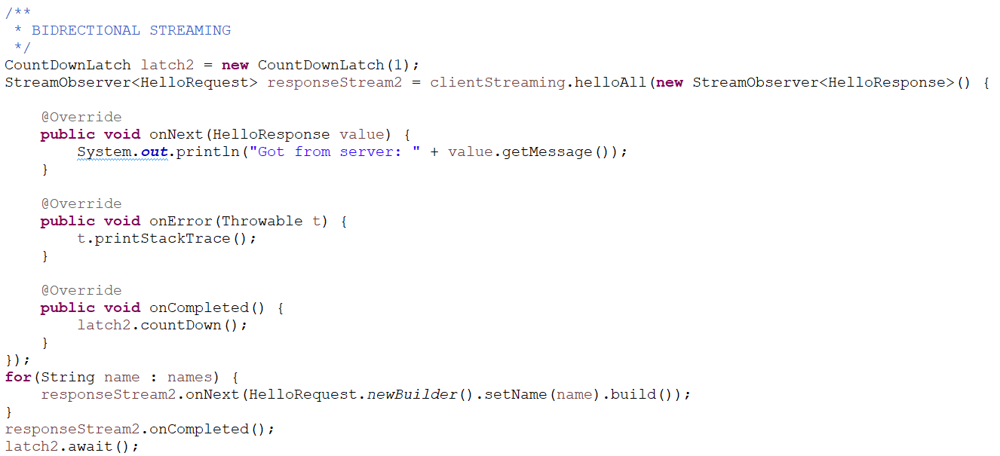 /**
 * BIDRECTIONAL STREAMING
 */
CountDownLatch latch2 = new CountDownLatch(1);
StreamObserver<HelloRequest> responseStream2 = clientStreaming.helloAll(new StreamObserver<HelloResponse>() {
    @Override
    public void onNext(HelloResponse value) {
        System.out.println("Got from server: " + value.getMessage());
    }
    @Override
    public void onError(Throwable t) {
        t.printStackTrace();
    }
    @Override
    public void onCompleted() {
        latch2.countDown();
    }
});
for(String name : names) {
    responseStream2.onNext(HelloRequest.newBuilder().setName(name).build());
}
responseStream2.onCompleted();
latch2.await();